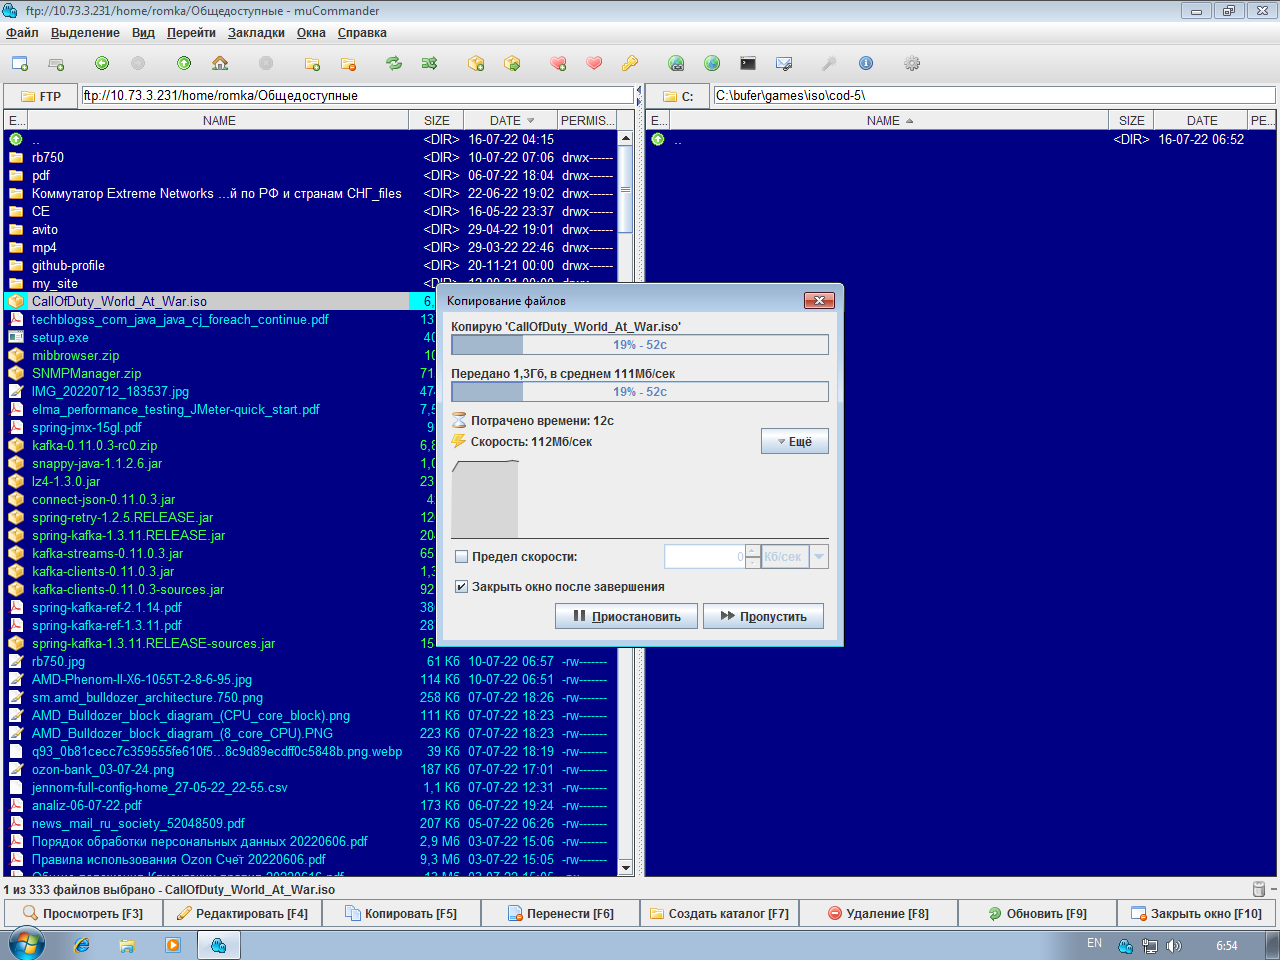 ftp://10.73.3.231/home/romka/Общедоступные - muCommander
Файл Выделение Вид Перейти Закладки Окна Справка
FTP ftp://10.73.3.231/home/romka/Общедоступные C: C:\bufer\games\iso\cod-5\
E... NAME SIZE DATE PERMIS... E... NAME SIZE DATE PE...
.. <DIR> 16-07-22 04:15 .. <DIR> 16-07-22 06:52
rb750 <DIR> 10-07-22 07:06 drwx------
pdf <DIR> 06-07-22 18:04 drwx------
Коммутатор Extreme Networks ...й по РФ и странам СНГ_files <DIR> 22-06-22 19:02 drwx------
CE <DIR> 16-05-22 23:37 drwx------
avito <DIR> 29-04-22 19:01 drwx------
mp4 <DIR> 29-03-22 22:46 drwx------
github-profile <DIR> 20-11-21 00:00 drwx------
my_site <DIR>
CallOfDuty_World_At_War.iso 6,
techblogss_com_java_java_cj_foreach_continue.pdf 13
setup.exe 40
mibbrowser.zip 10
SNMPManager.zip 71
IMG_20220712_183537.jpg 47
elma_performance_testing_JMeter-quick_start.pdf 7,5
spring-jmx-15gl.pdf 9
kafka-0.11.0.3-rc0.zip 6,8
snappy-java-1.1.2.6.jar 1,0
lz4-1.3.0.jar 23
connect-json-0.11.0.3.jar 4
spring-retry-1.2.5.RELEASE.jar 12
spring-kafka-1.3.11.RELEASE.jar 20
kafka-streams-0.11.0.3.jar 65
kafka-clients-0.11.0.3.jar 1,3
kafka-clients-0.11.0.3-sources.jar 92
spring-kafka-ref-2.1.14.pdf 38
spring-kafka-ref-1.3.11.pdf 28
spring-kafka-1.3.11.RELEASE-sources.jar 15
rb750.jpg 61 Кб 10-07-22 06:57 -rw-------
AMD-Phenom-II-X6-1055T-2-8-6-95.jpg 114 Кб 10-07-22 06:51 -rw-------
sm.amd_bulldozer_architecture.750.png 258 Кб 07-07-22 18:26 -rw-------
AMD_Bulldozer_block_diagram_(CPU_core_block).png 111 Кб 07-07-22 18:23 -rw-------
AMD_Bulldozer_block_diagram_(8_core_CPU).PNG 223 Кб 07-07-22 18:23 -rw-------
q93_0b81cecc7c359555fe610f5...8c9d89ecdff0c5848b.png.webp 39 Кб 07-07-22 18:19 -rw-------
ozon-bank_03-07-24.png 187 Кб 07-07-22 17:01 -rw-------
jennom-full-config-home_27-05-22_22-55.csv 1,1 Кб 07-07-22 12:31 -rw-------
analiz-06-07-22.pdf 173 Кб 06-07-22 19:24 -rw-------
news_mail_ru_society_52048509.pdf 207 Кб 05-07-22 06:26 -rw-------
Порядок обработки персональных данных 20220606.pdf 2,9 Мб 03-07-22 15:06 -rw-------
Правила использования Ozon Счёт 20220606.pdf 9,3 Мб 03-07-22 15:05 -rw-------
Копирование файлов
Копирую 'CallOfDuty_World_At_War.iso'
19% - 52с
Передано 1,3Гб, в среднем 111Мб/сек
19% - 52с
Потрачено времени: 12с
Скорость: 112Мб/сек
Ещё
Предел скорости: 0 Кб/сек
Закрыть окно после завершения
Приостановить Пропустить
1 из 333 файлов выбрано - CallOfDuty_World_At_War.iso
Просмотреть [F3] Редактировать [F4] Копировать [F5] Перенести [F6] Создать каталог [F7] Удаление [F8] Обновить [F9] Закрыть окно [F10]
EN 6:54